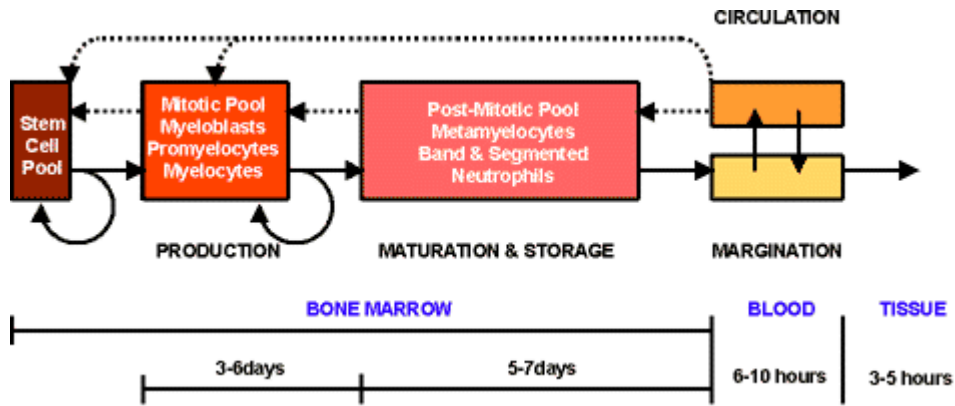 CIRCULATION
Stem
Cell
Pool
Mitotic Pool
Myeloblasts
Promyelocytes
Myelocytes
Post-Mitotic Pool
Metamyelocytes
Band & Segmented
Neutrophils
PRODUCTION
MATURATION & STORAGE
MARGINATION
BONE MARROW
BLOOD
TISSUE
3-6days
5-7days
6-10 hours
3-5 hours